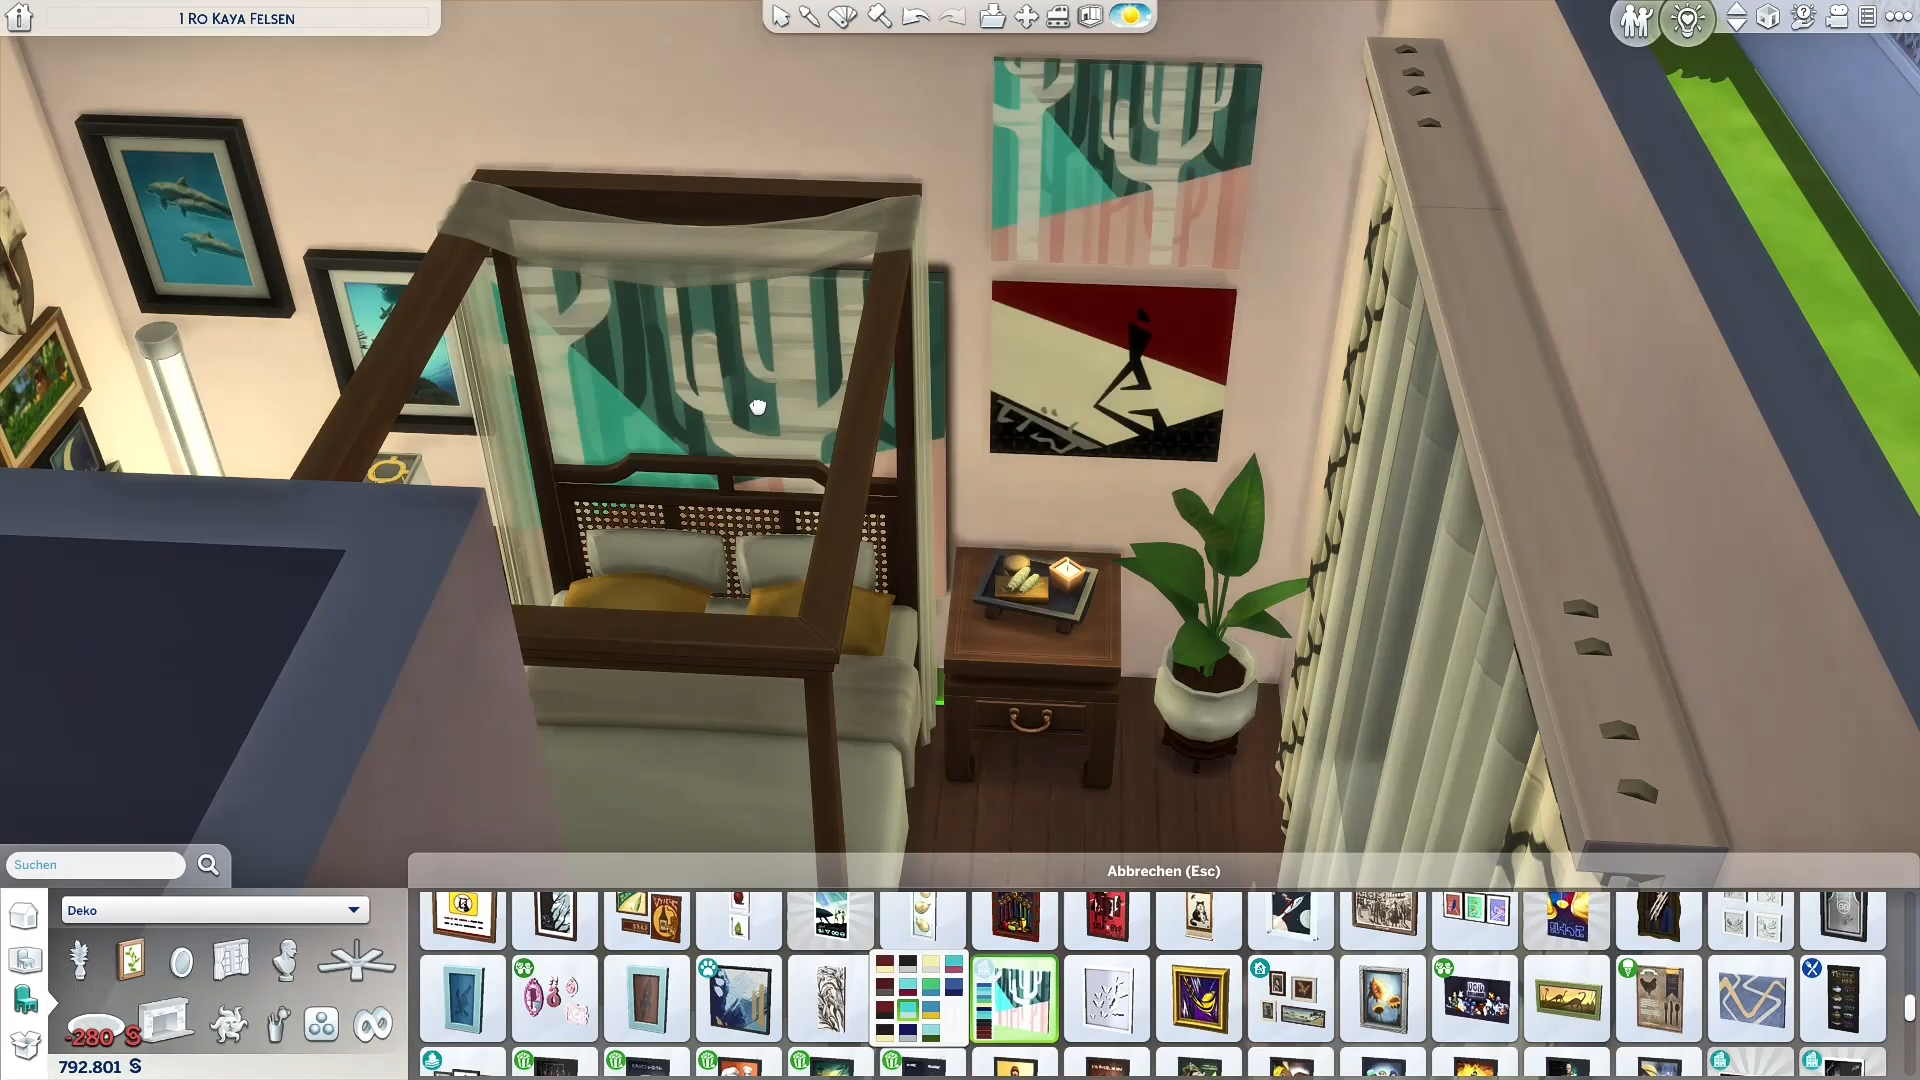 1 Ro Kaya Felsen
Suchen
Abbrechen (Esc)
Deko
-280 S
792.801 S